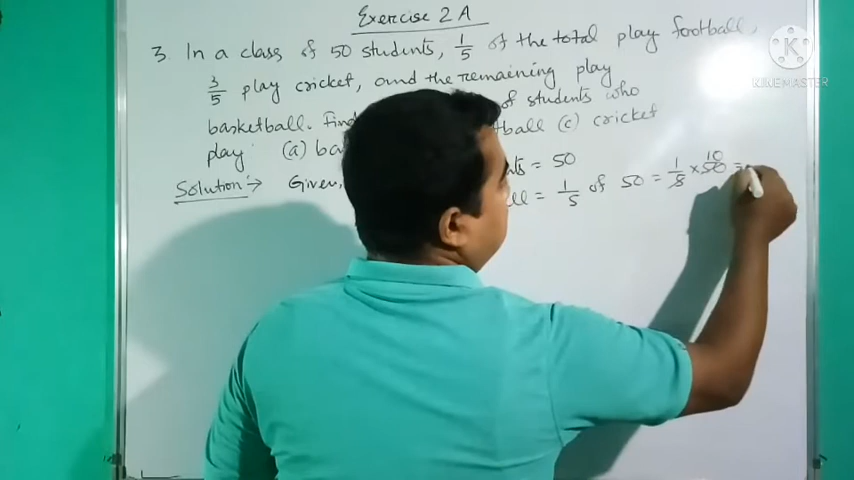 Exercise 2 A
3. In a class of 50 students, 1/5 of the total play football,
3/5 play cricket, and the remaining play
basketball. Find of students who
play (a) ba tball (c) cricket
Solution:→ Given, nts = 50
ll = 1/5 of 50 = 1/5 × 50 10 =
KINEMASTER